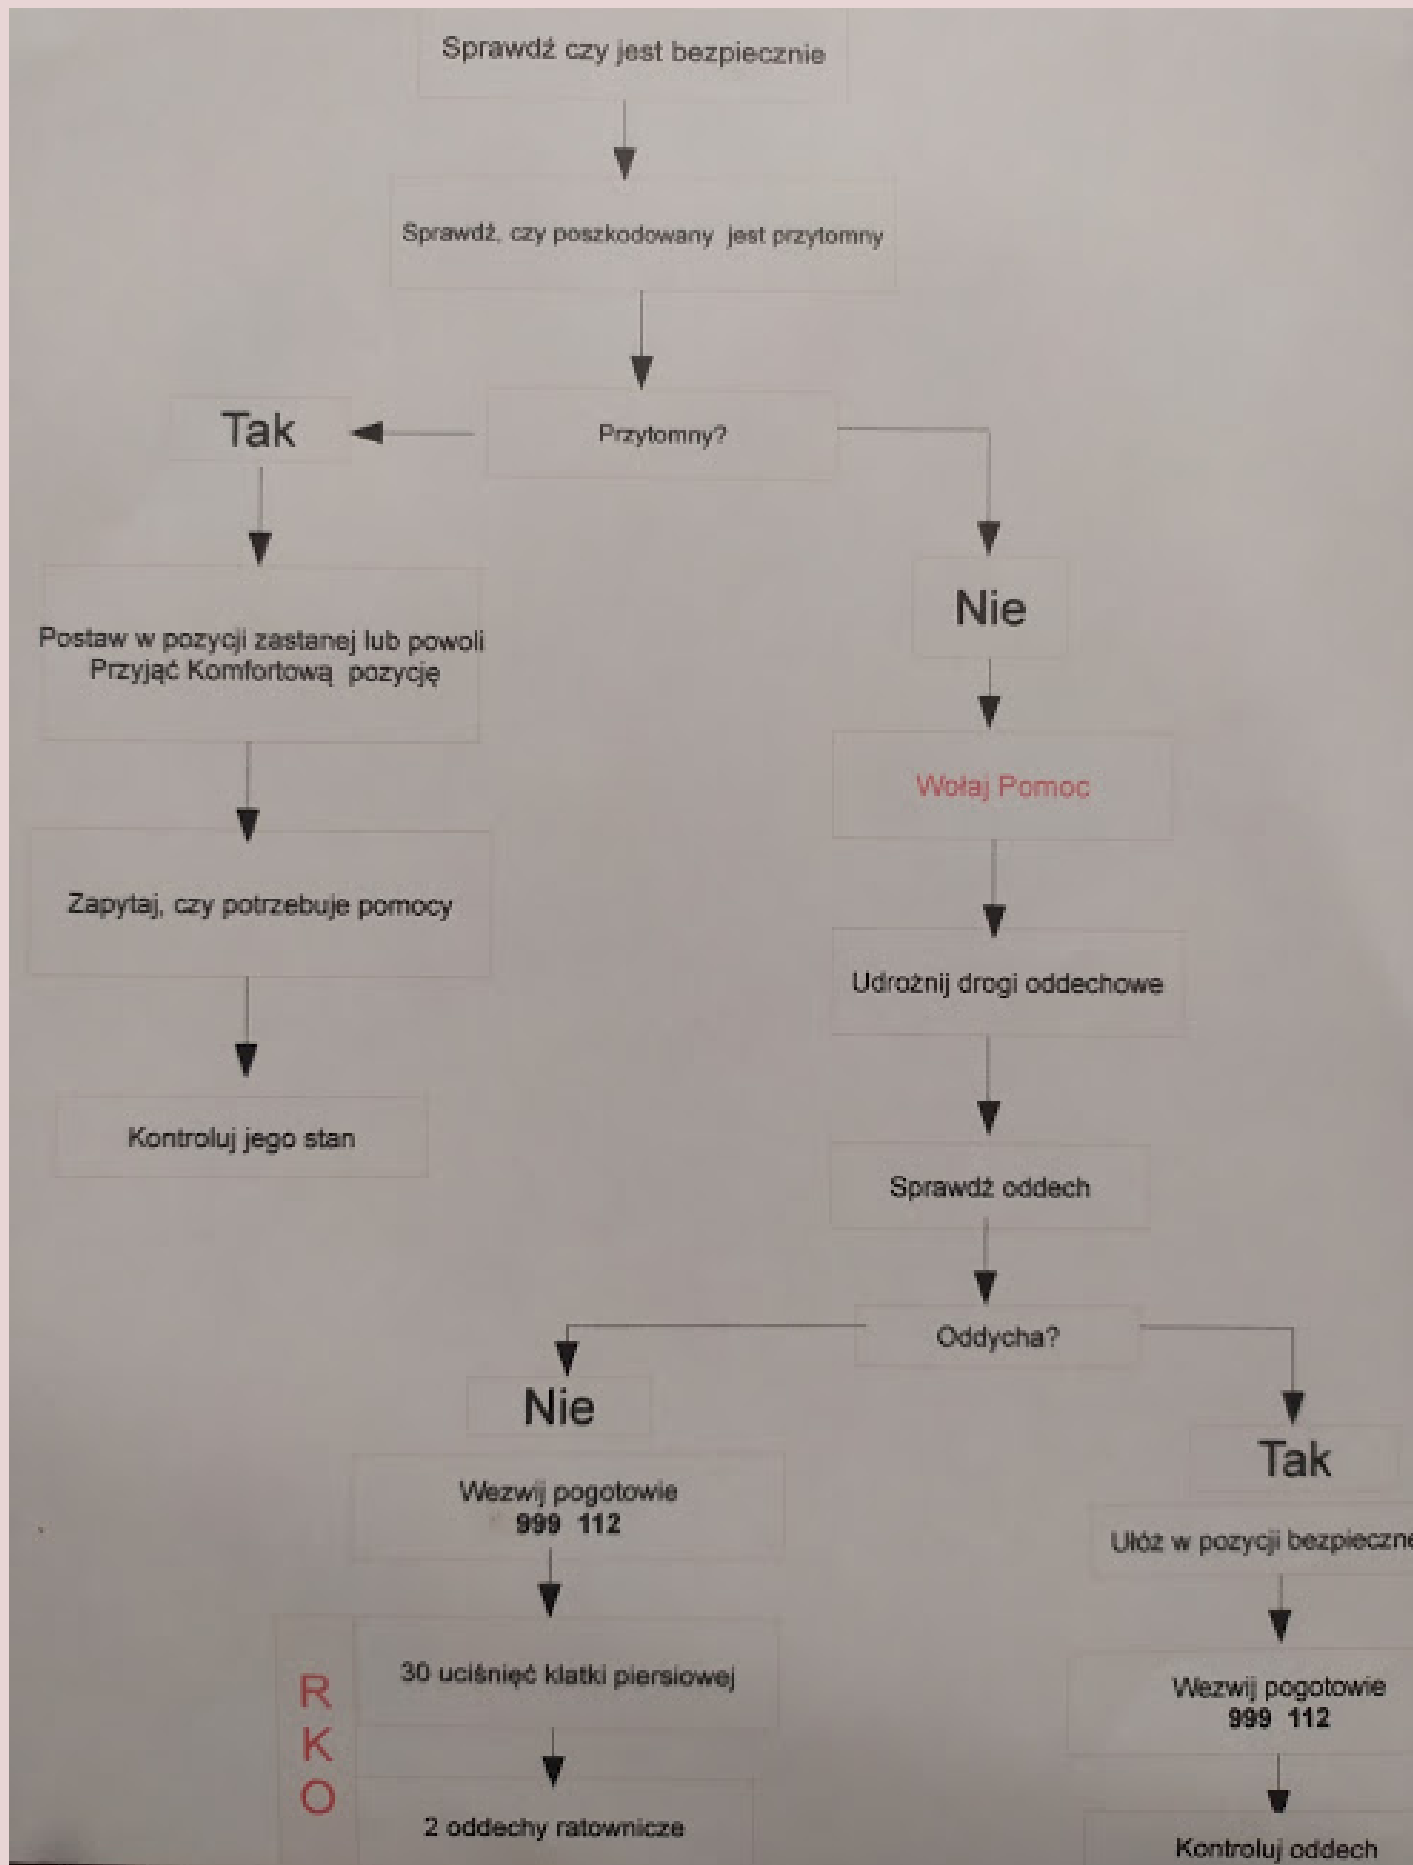 Sprawdź czy jest bezpiecznie
Sprawdź, czy poszkodowany jest przytomny
Przytomny?
Tak
Nie
Postaw w pozycji zastanej lub powoli
Przyjąć Komfortową pozycję
Zapytaj, czy potrzebuje pomocy
Kontroluj jego stan
Wołaj Pomoc
Udrożnij drogi oddechowe
Sprawdź oddech
Oddycha?
Nie
Wezwij pogotowie
999 112
R
K
O
30 uciśnięć klatki piersiowej
2 oddechy ratownicze
Tak
Ułóż w pozycji bezpieczne
Wezwij pogotowie
999 112
Kontroluj oddech